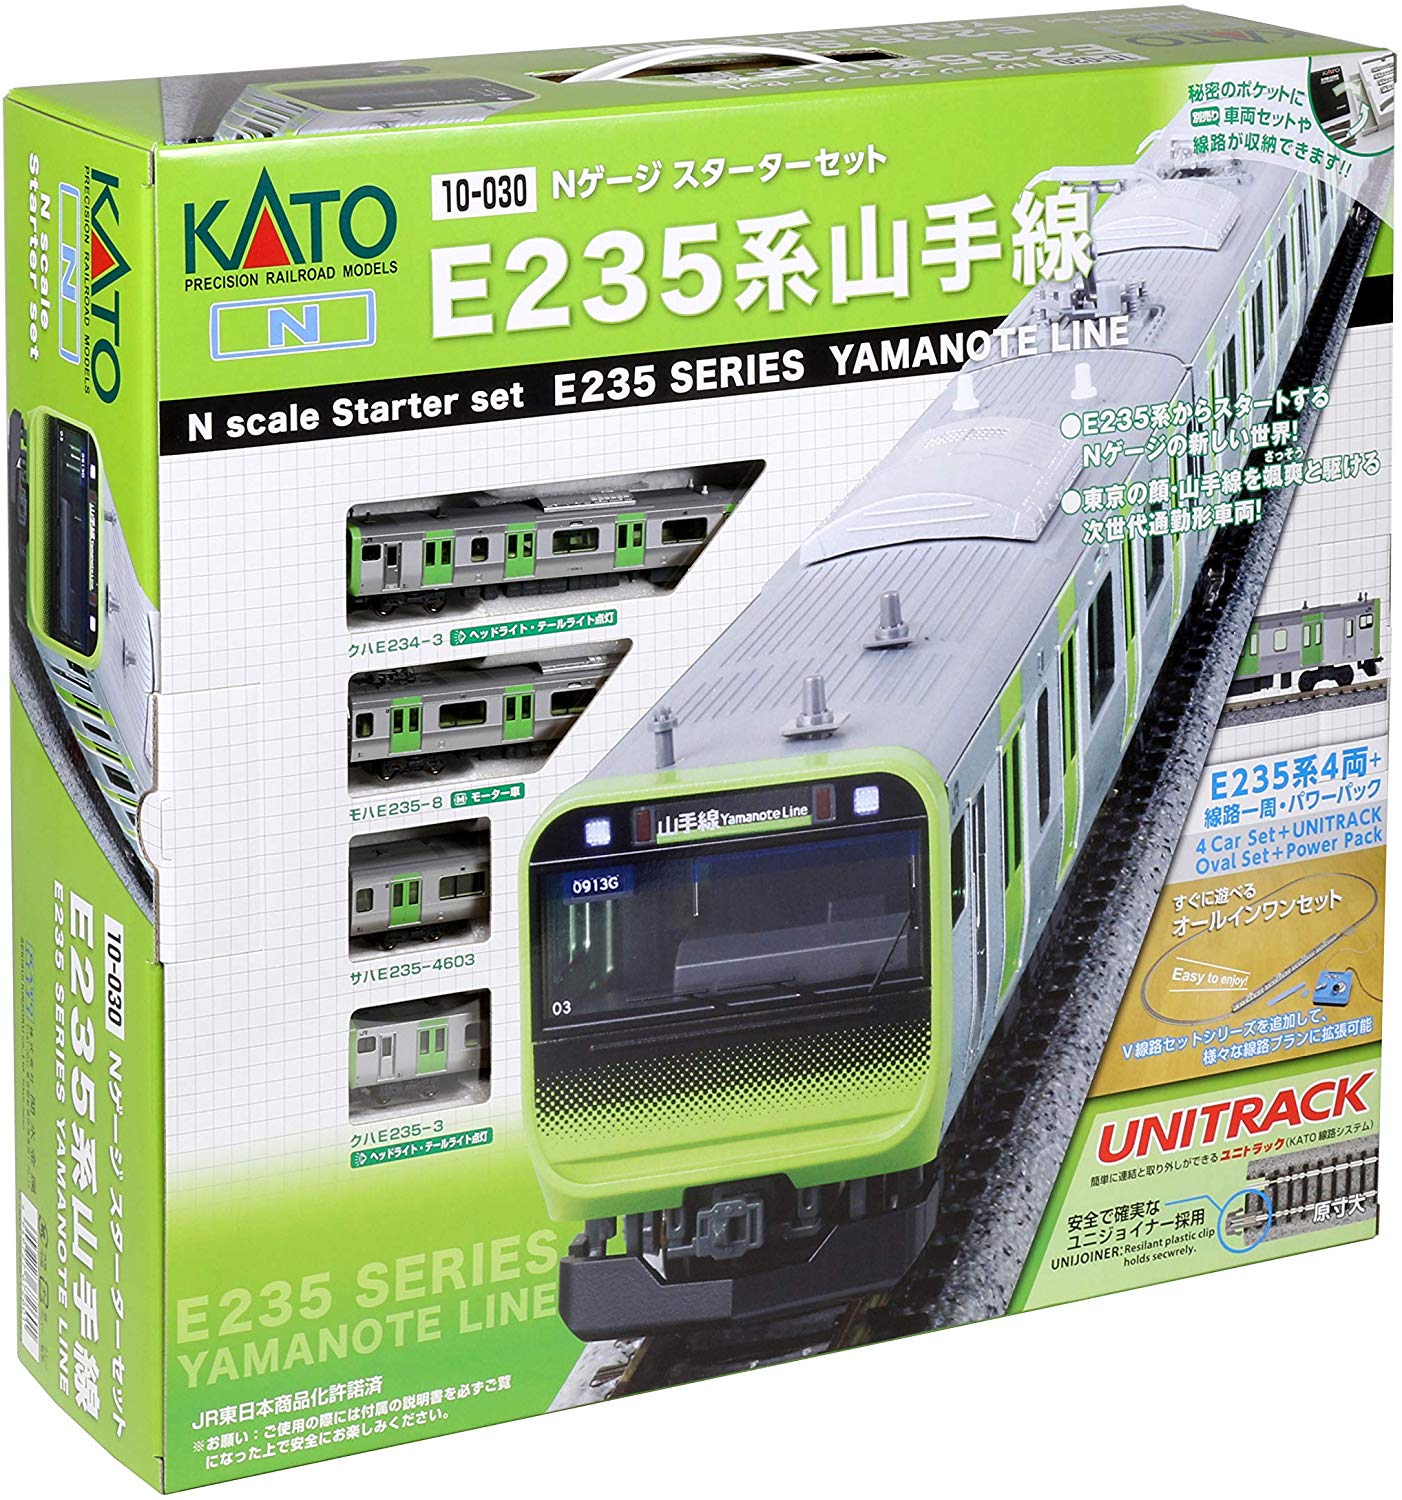 E235 SERIES
YAMANOTE LINE
KATO
PRECISION RAILROAD MODELS
N
10-030
Nゲージ スターターセット
E235系山手線
N scale Starter set E235 SERIES YAMANOTE LINE
秘密のポケットに
別売り 車両セットや
線路が収納できます!!
●E235系からスタートする
Nゲージの新しい世界!
さっそう
●東京の顔・山手線を颯爽と駆ける
次世代通勤形車両!
クハE234-3 ヘッドライト・テールライト点灯
モハE235-8 M モーター車
サハE235-4603
クハE235-3
ヘッドライト・テールライト点灯
山手線 Yamanote Line
0913G
03
E235系4両+
線路一周・パワーパック
4 Car Set+UNITRACK
Oval Set+Power Pack
すぐに遊べる
オールインワンセット
Easy to enjoy!
V線路セットシリーズを追加して、
様々な線路プランに拡張可能
UNITRACK
簡単に連結と取り外しができる ユニトラック(KATO 線路システム)
安全で確実な
ユニジョイナー採用
UNIJOINER: Resilant plastic clip
holds secwrely.
原寸大
E235 SERIES
YAMANOTE LINE
JR東日本商品化許諾済
※お願い:ご使用の際には付属の説明書を必ずご覧
になった上で安全にお楽しみください。
KATO
PRECISION RAILROAD MODELS
N
N scale
starter set
03
0913G
山手線 Yamanote Line
10-030 Nゲージ スターターセット
E235系山手線
E235 SERIES YAMANOTE LINE